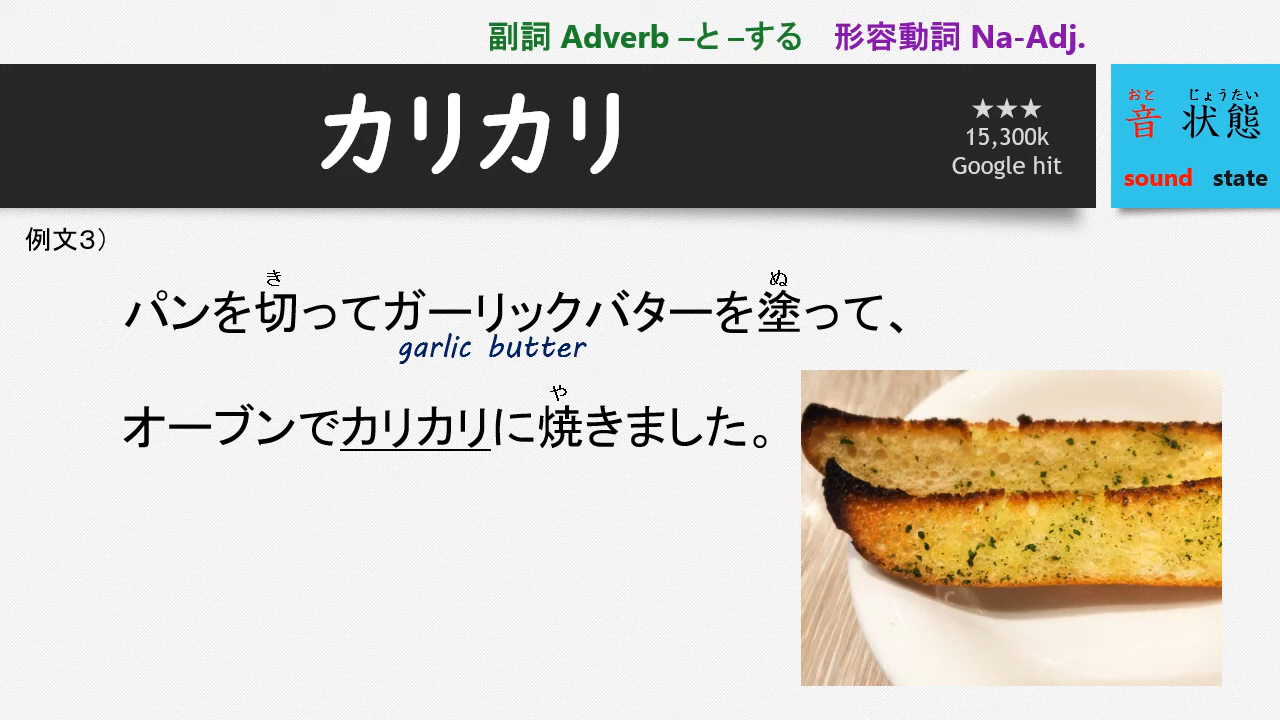 副詞 Adverb –と –する 形容動詞 Na-Adj.
カリカリ
★★★
15,300k
Google hit
おと じょうたい
音 状態
sound state
例文３）
き ぬ
パンを切ってガーリックバターを塗って、
garlic butter
や
オーブンでカリカリに焼きました。